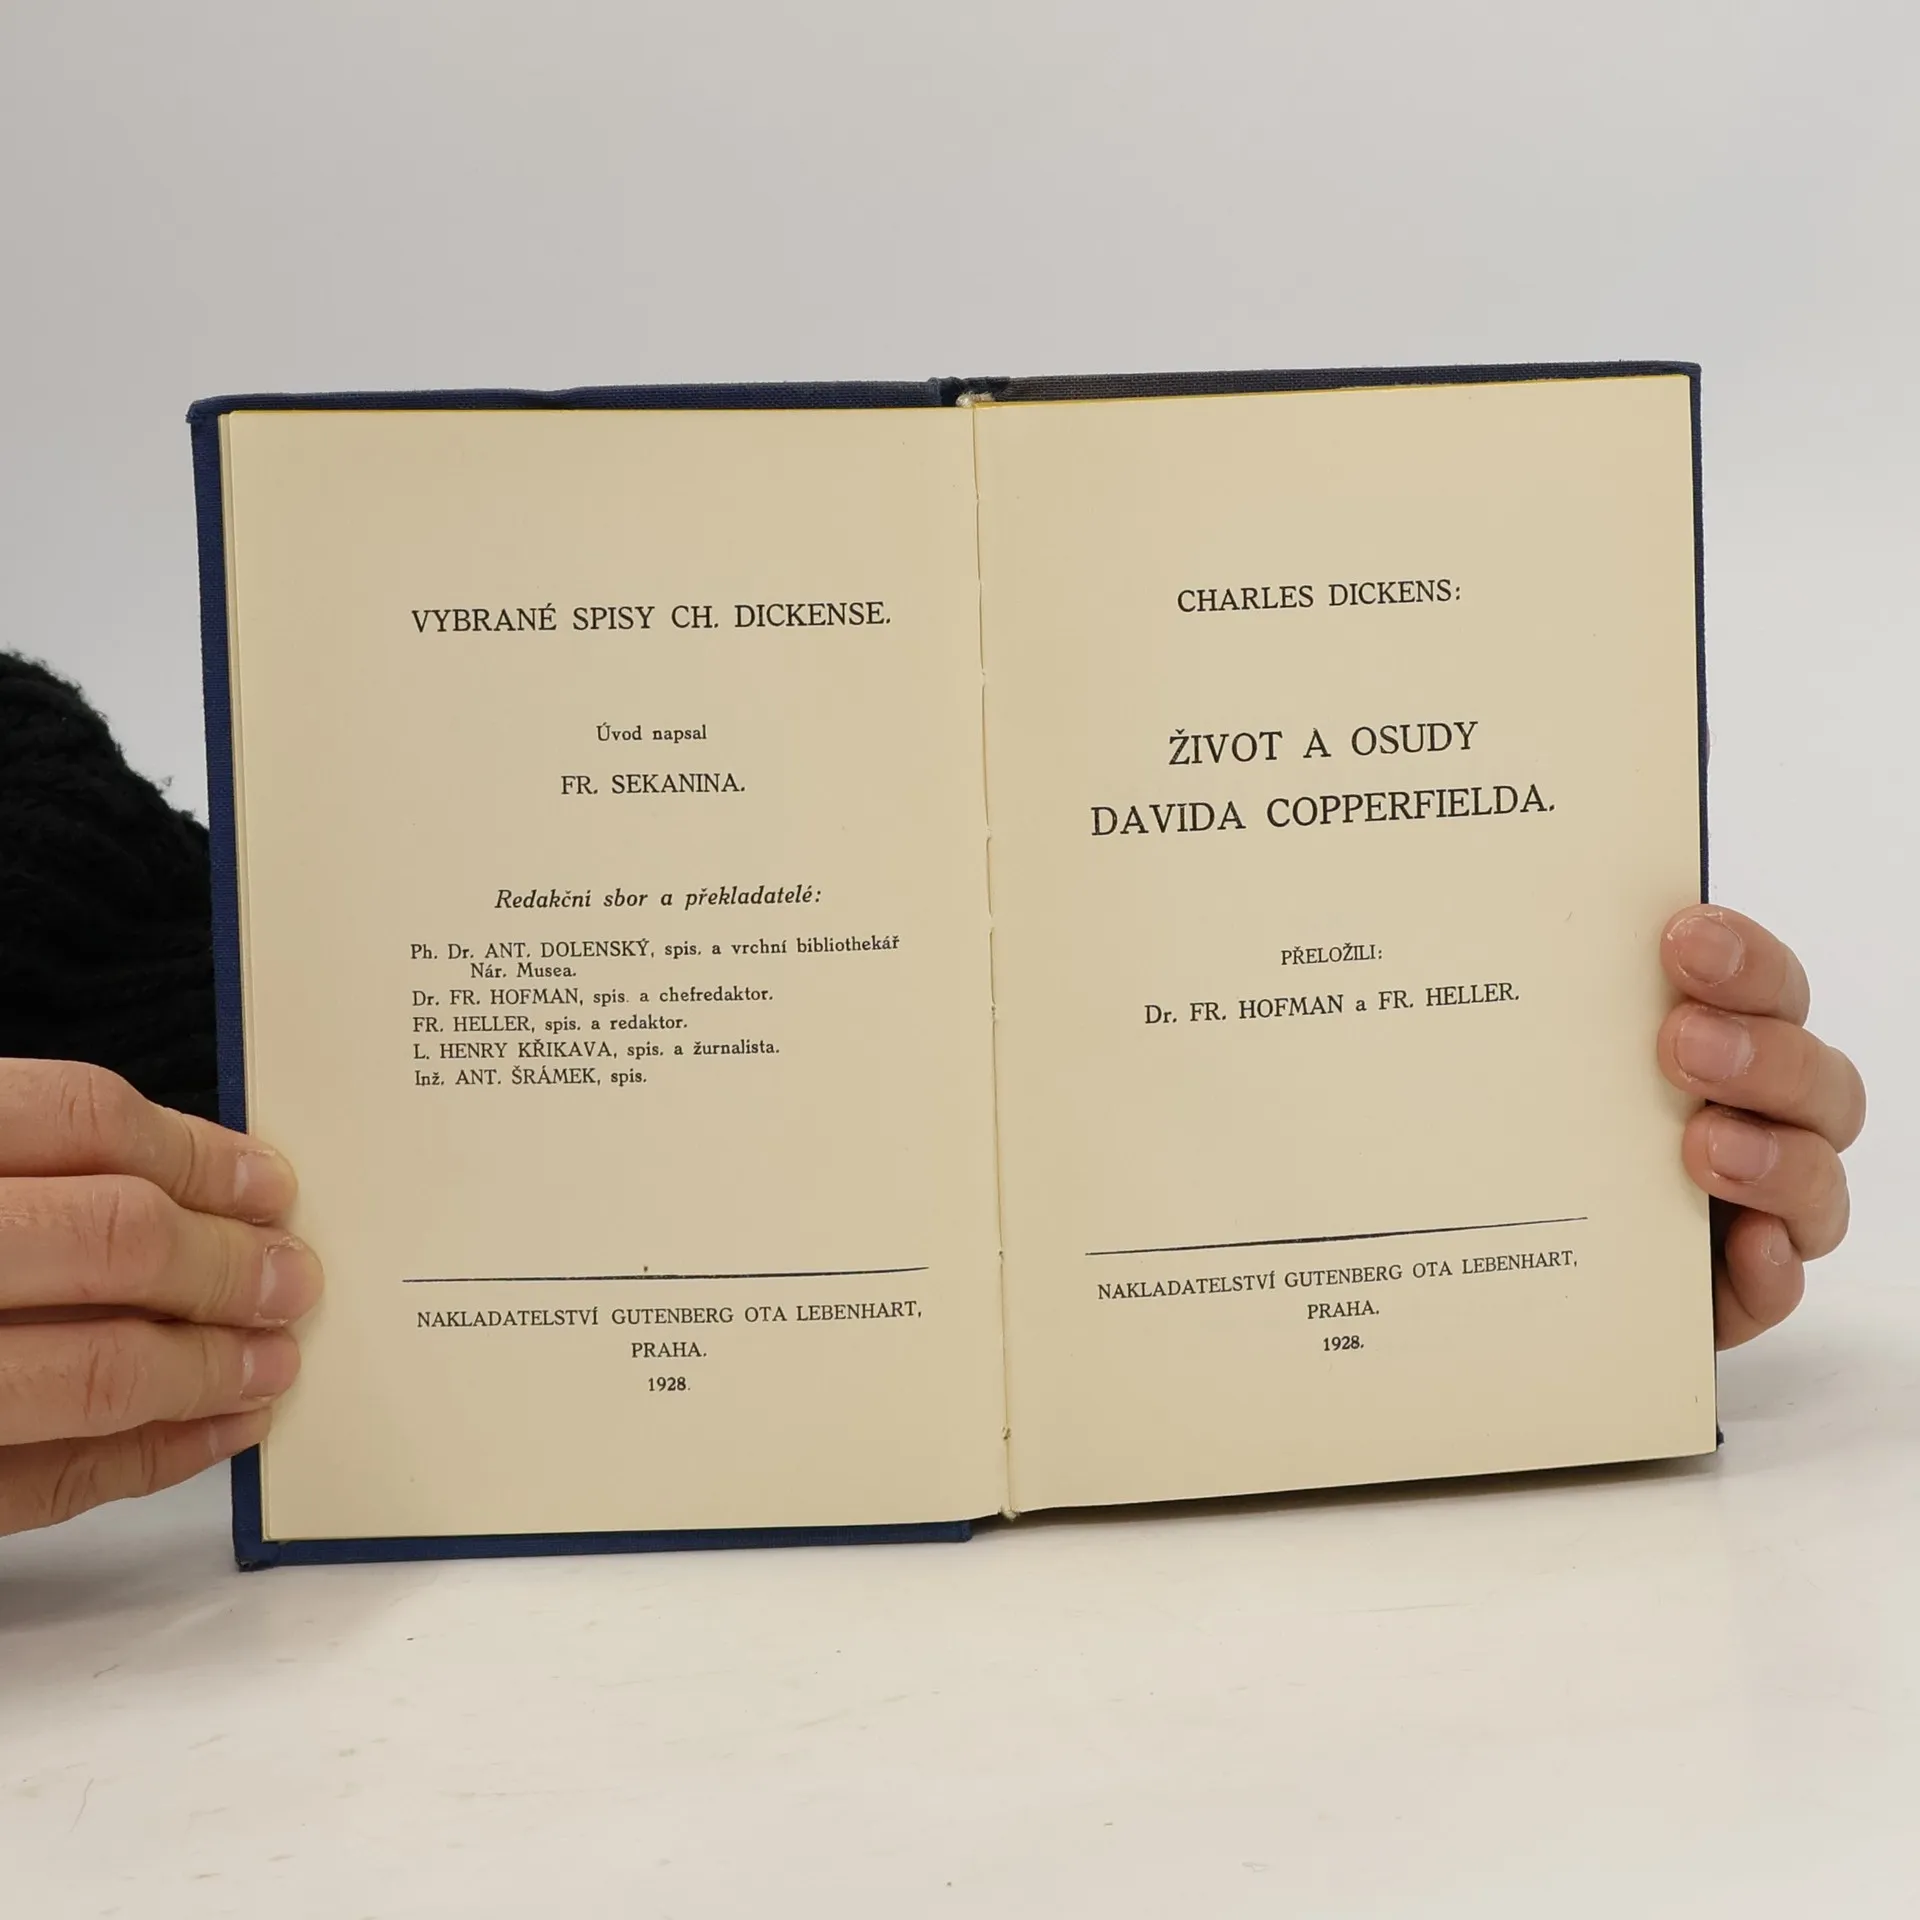 VYBRANÉ SPISY CH. DICKENSE.
Úvod napsal
FR. SEKANINA.
Redakční sbor a překladatelé:
Ph. Dr. ANT. DOLENSKÝ, spis. a vrchní bibliothekář
Nár. Musea.
Dr. FR. HOFMAN, spis. a chefredaktor.
FR. HELLER, spis. a redaktor.
L. HENRY KŘIKAVA, spis. a žurnalista.
Inž. ANT. ŠRÁMEK, spis.
NAKLADATELSTVÍ GUTENBERG OTA LEBENHART,
PRAHA.
1928.
CHARLES DICKENS:
ŽIVOT A OSUDY
DAVIDA COPPERFIELDA.
PŘELOŽILI:
Dr. FR. HOFMAN a FR. HELLER.
NAKLADATELSTVÍ GUTENBERG OTA LEBENHART,
PRAHA.
1928.